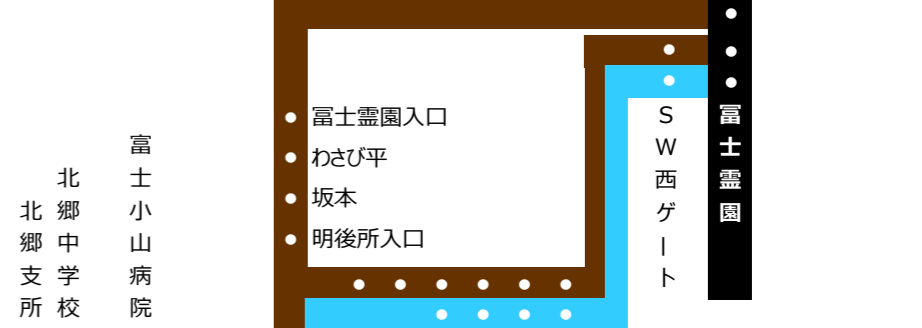 冨士霊園
SW西ゲート
冨士霊園入口
わさび平
坂本
明後所入口
富士小山病院
北郷中学校
北郷支所